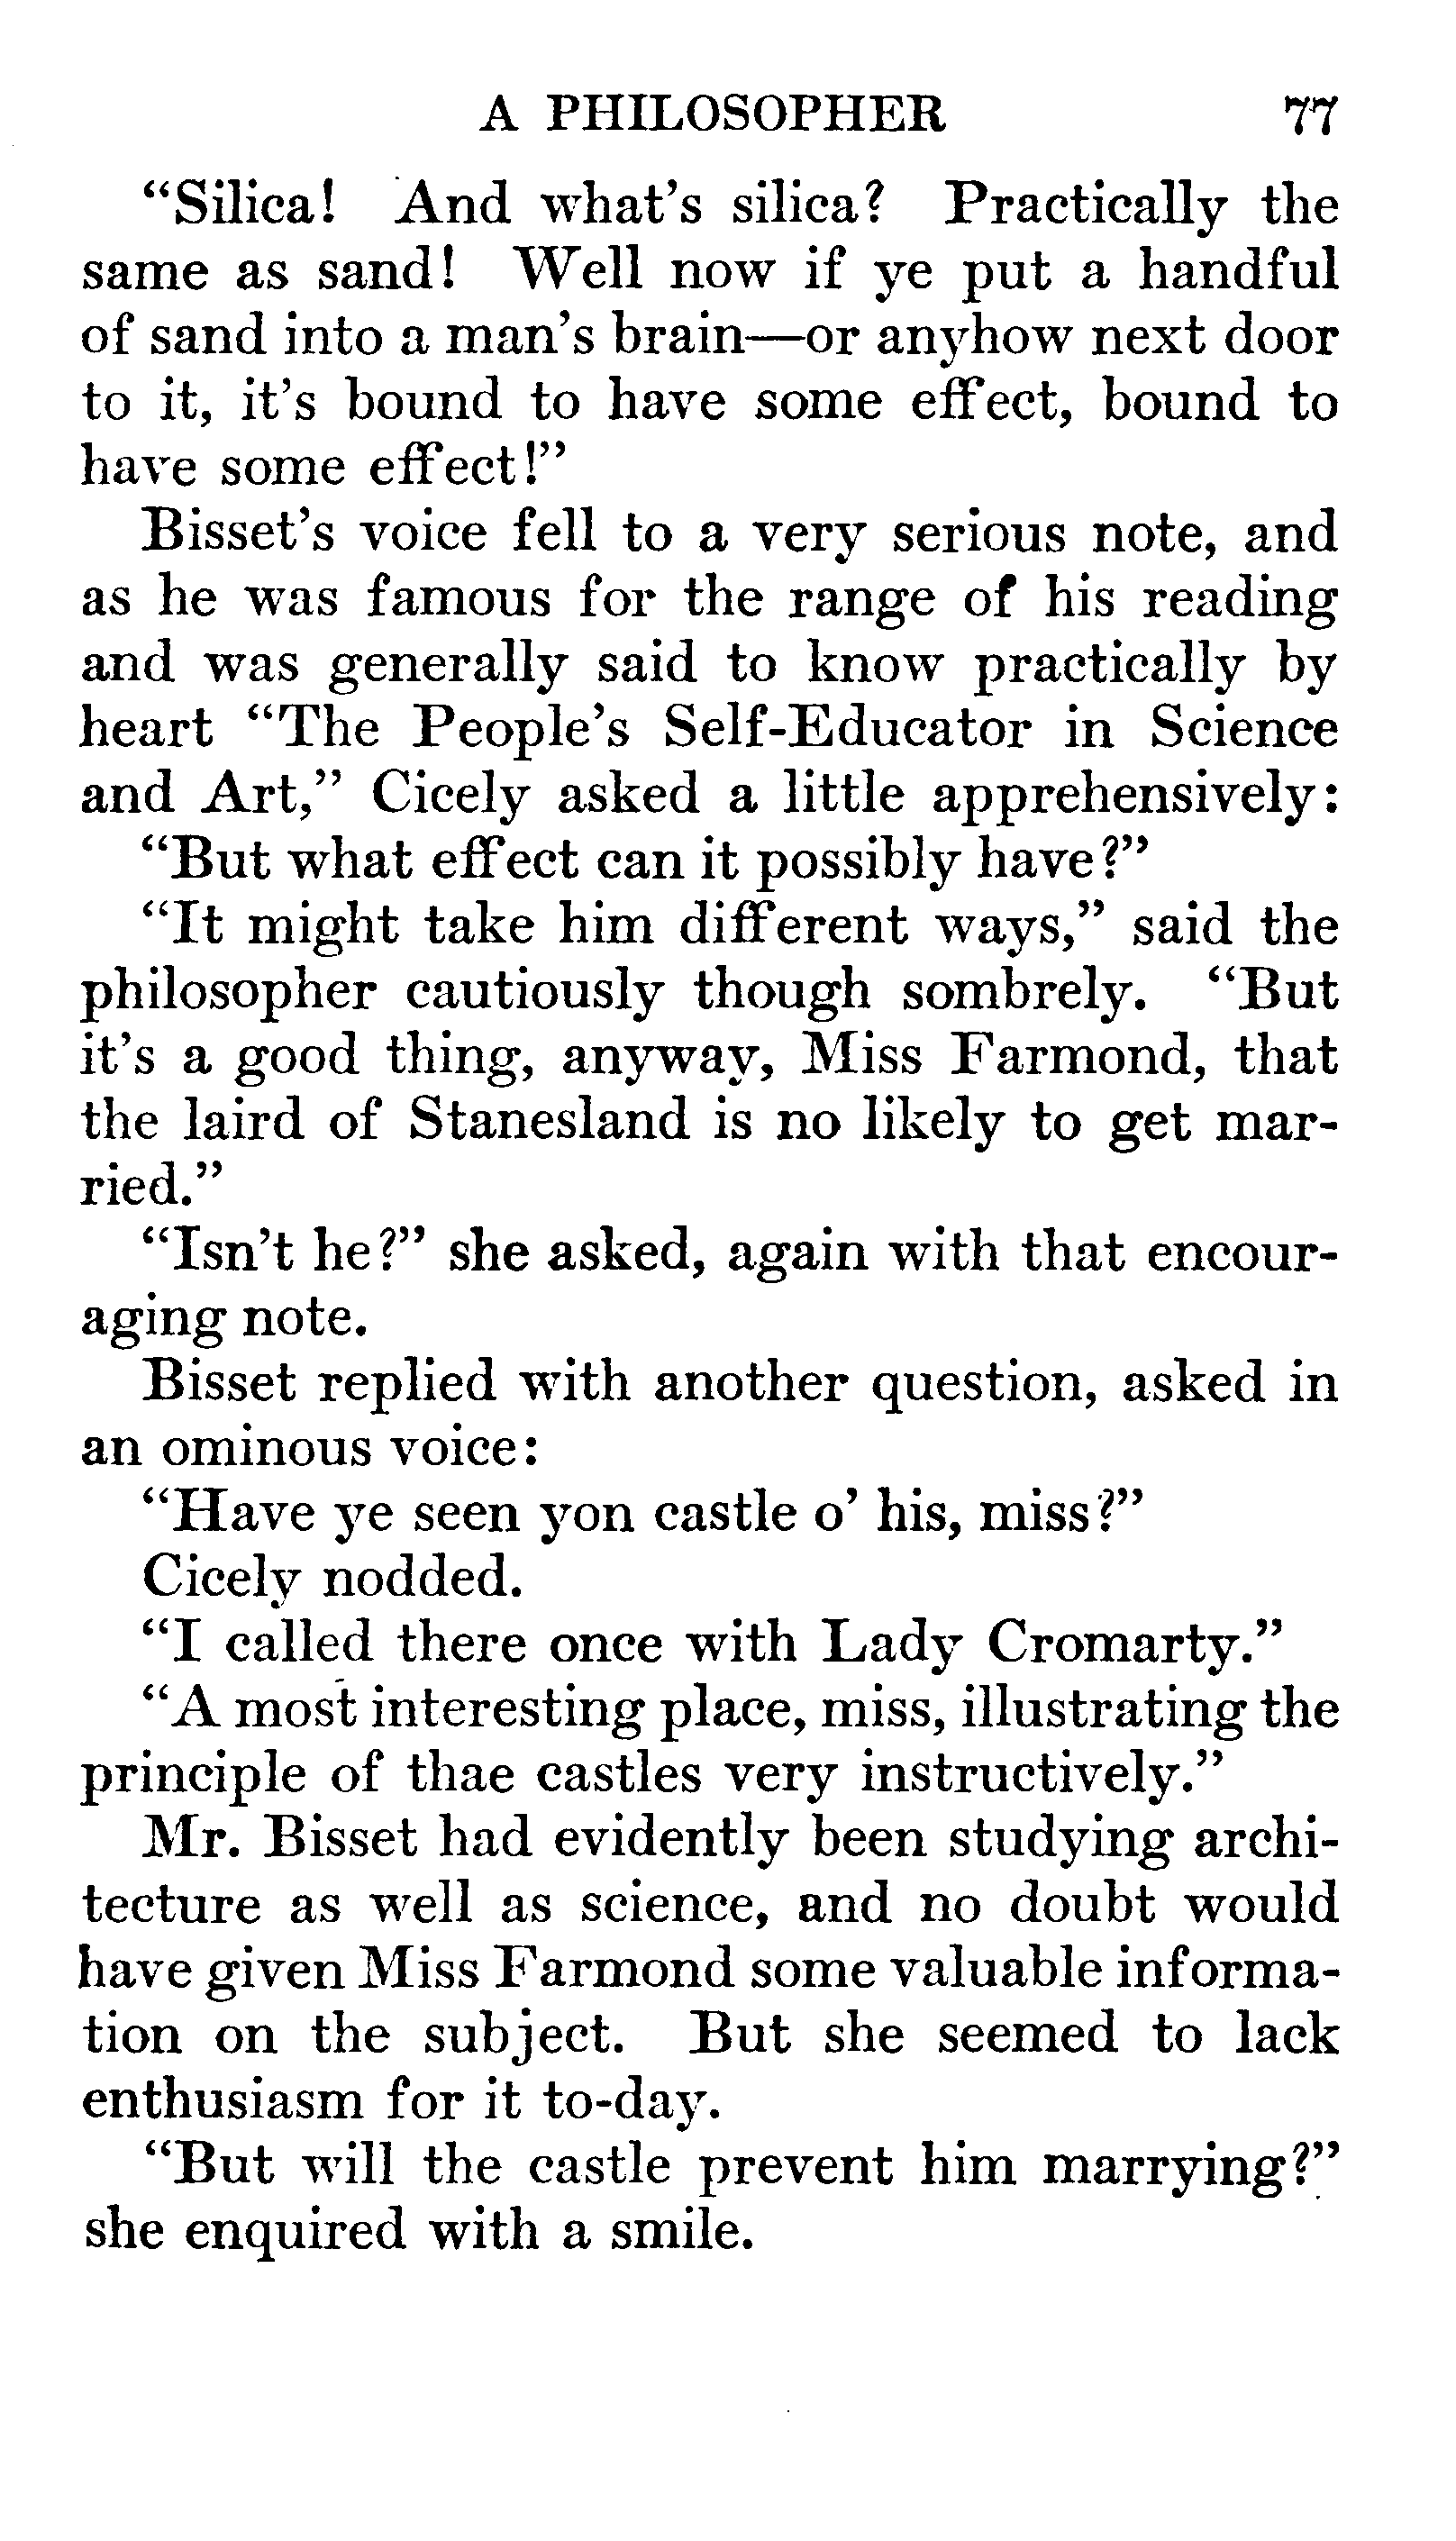 A PHILOSOPHER 77
“Silica! And what's silica? Practically the
same as sand! Well now if ye put a handful
of sand into a man's brain—or anyhow next door
to it, it's bound to have some effect, bound to
have some effect!”
Bisset's voice fell to a very serious note, and
as he was famous for the range of his reading
and was generally said to know practically by
heart “The People's Self-Educator in Science
and Art,” Cicely asked a little apprehensively:
“But what effect can it possibly have?”
“It might take him different ways,” said the
philosopher cautiously though sombrely. “But
it's a good thing, anyway, Miss Farmond, that
the laird of Stanesland is no likely to get mar-
ried.”
“Isn't he?” she asked, again with that encour-
aging note.
Bisset replied with another question, asked in
an ominous voice:
“Have ye seen yon castle o' his, miss?”
Cicely nodded.
“I called there once with Lady Cromarty.”
“A most interesting place, miss, illustrating the
principle of thae castles very instructively.”
Mr. Bisset had evidently been studying archi-
tecture as well as science, and no doubt would
have given Miss Farmond some valuable informa-
tion on the subject. But she seemed to lack
enthusiasm for it to-day.
“But will the castle prevent him marrying?”
she enquired with a smile.